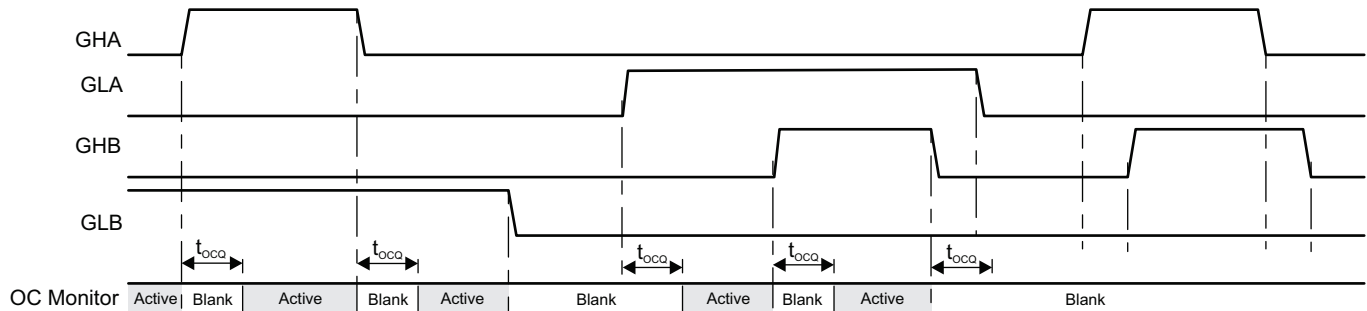 GHA
GLA
GHB
GLB
tOCQ tOCQ tOCQ tOCQ tOCQ
OC Monitor Active Blank Active Blank Active Blank Active Blank Active Blank